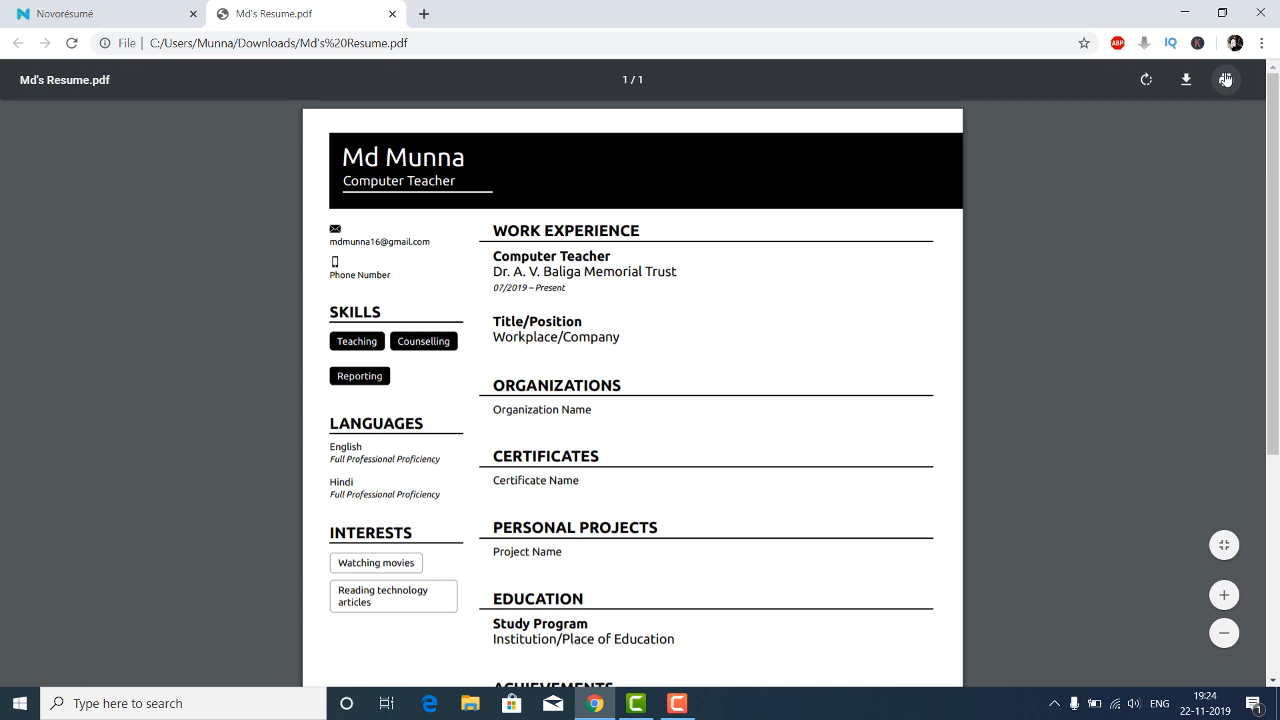 Novorésumé
Md's Resume.pdf
File | C:/Users/Munna/Downloads/Md's%20Resume.pdf
ABP
IQ
K
Md's Resume.pdf
1 / 1
Md Munna
Computer Teacher
mdmunna16@gmail.com
Phone Number
SKILLS
Teaching
Counselling
Reporting
LANGUAGES
English
Full Professional Proficiency
Hindi
Full Professional Proficiency
INTERESTS
Watching movies
Reading technology
articles
WORK EXPERIENCE
Computer Teacher
Dr. A. V. Baliga Memorial Trust
07/2019 – Present
Title/Position
Workplace/Company
ORGANIZATIONS
Organization Name
CERTIFICATES
Certificate Name
PERSONAL PROJECTS
Project Name
EDUCATION
Study Program
Institution/Place of Education
ACHIEVEMENTS
Type here to search
ENG
19:24
22-11-2019
1